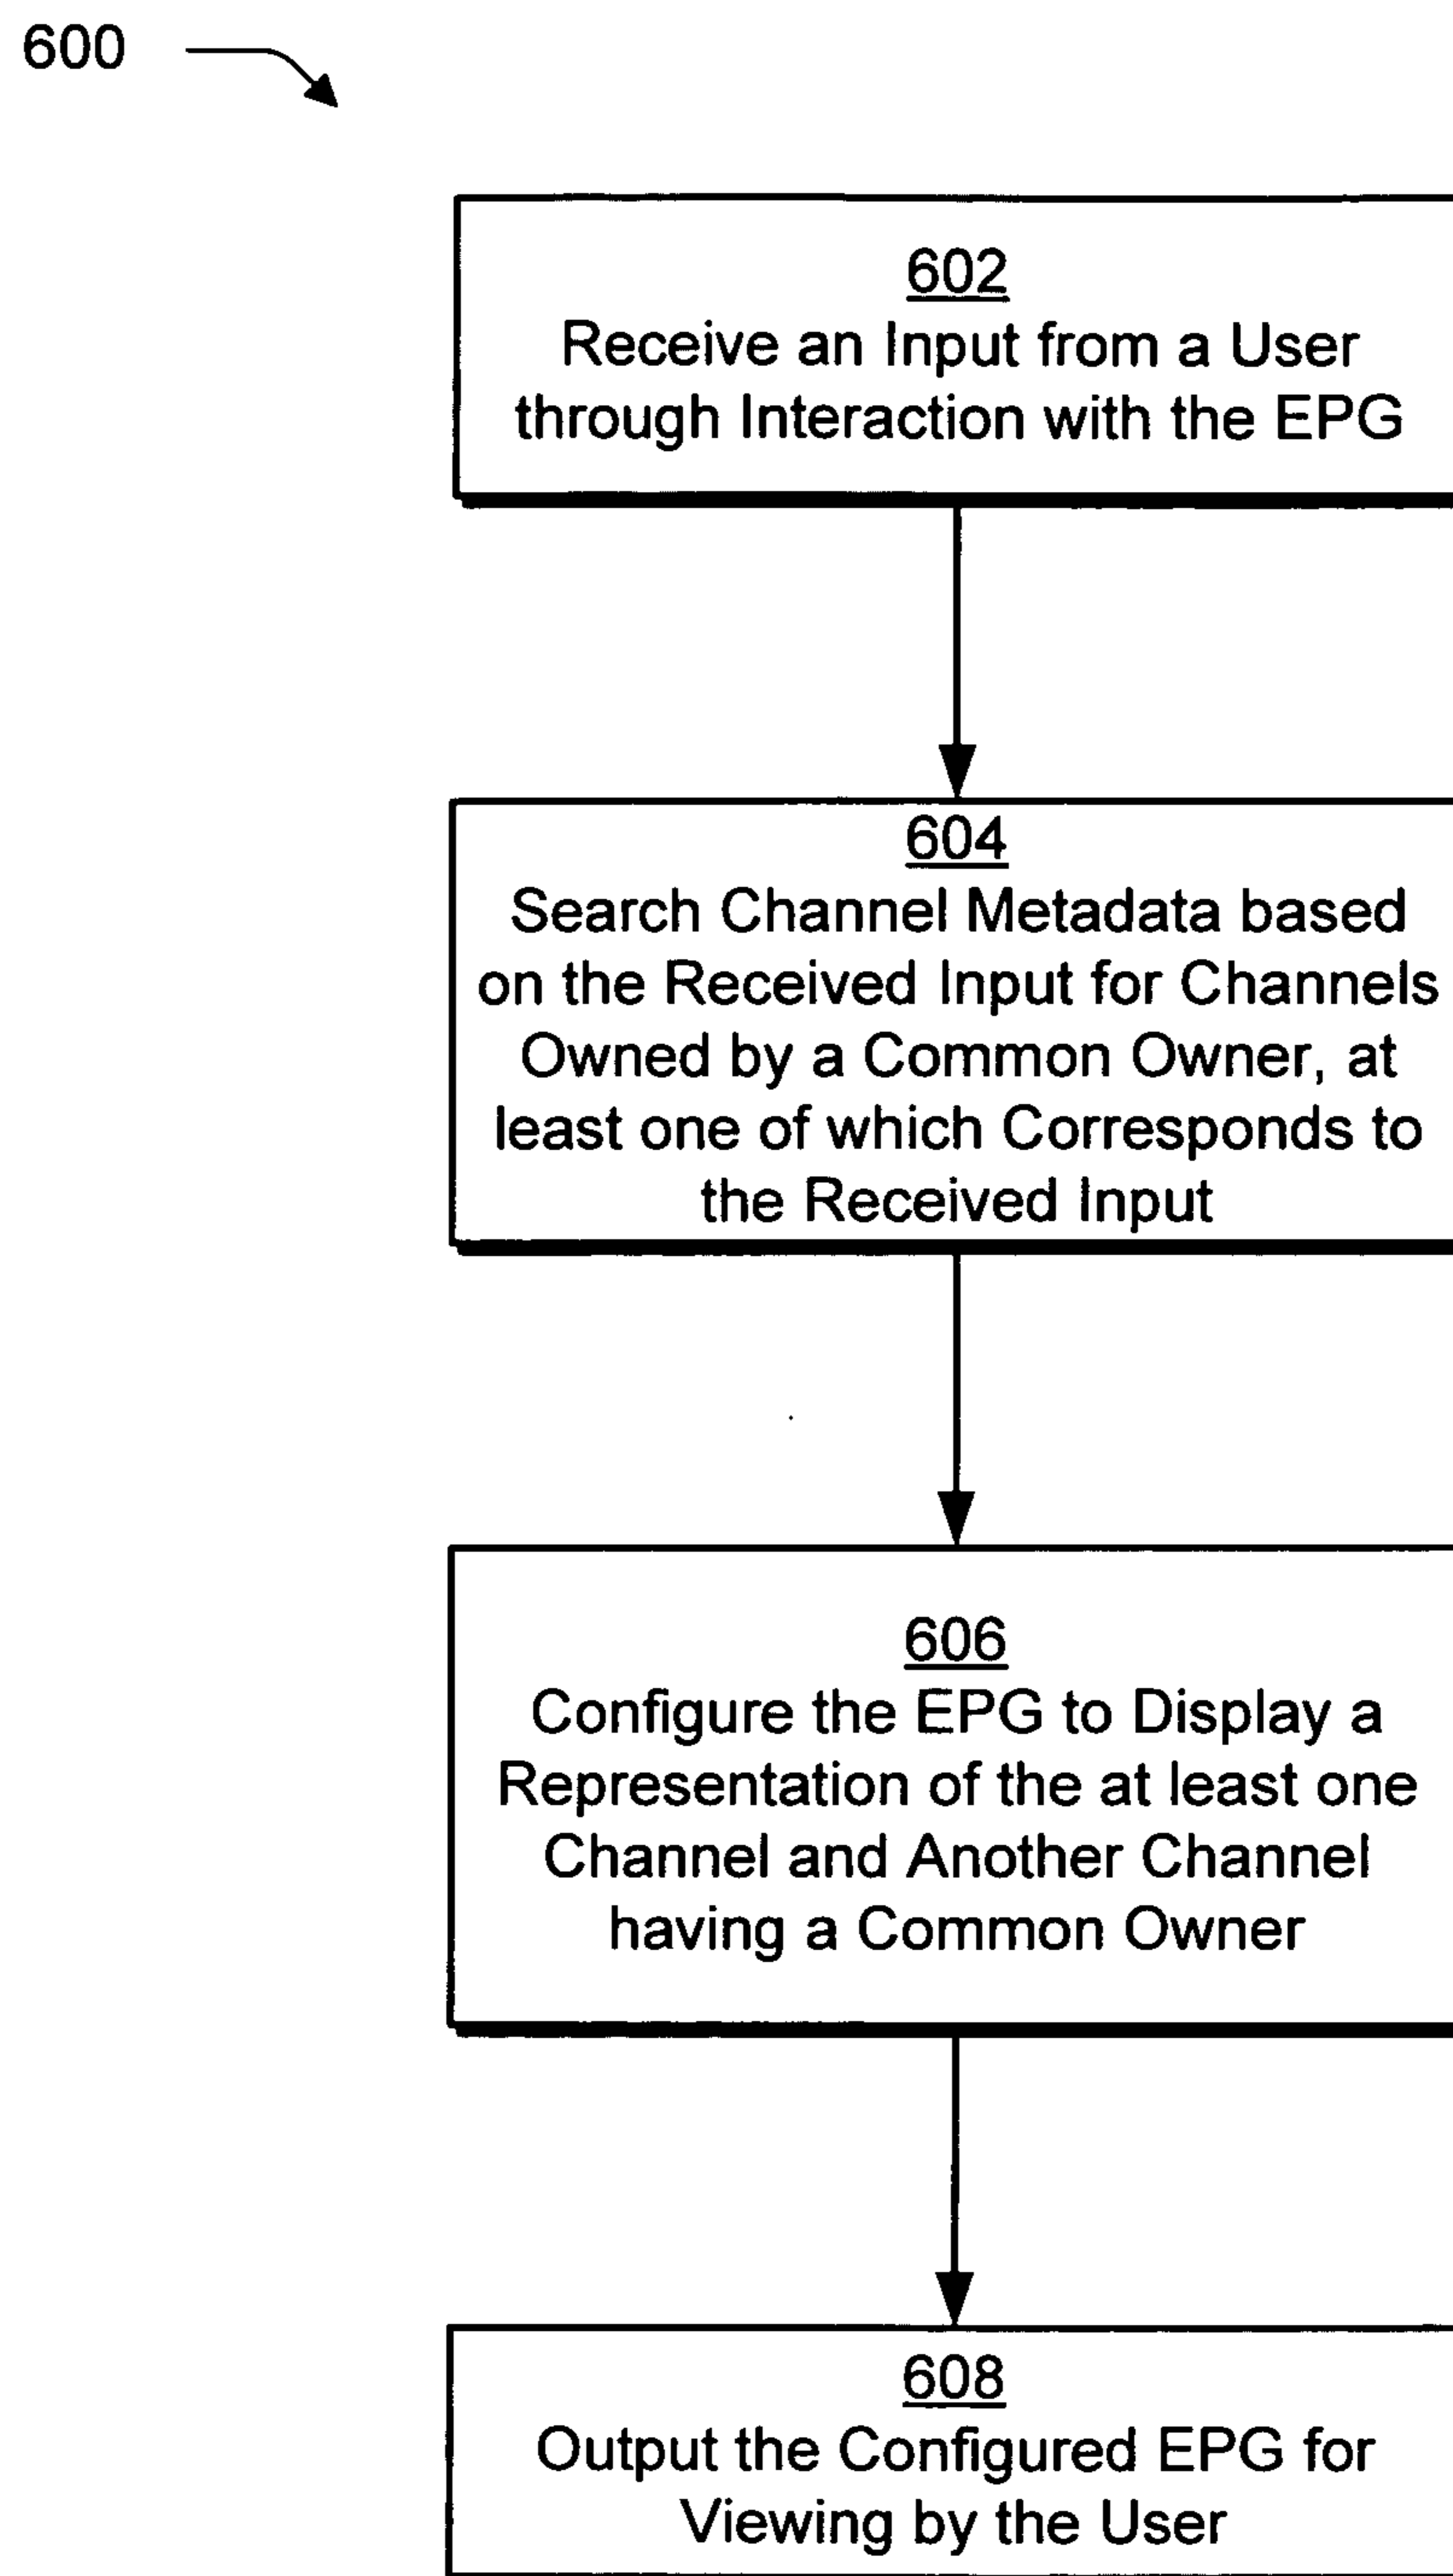 600
602
Receive an Input from a User
through Interaction with the EPG
604
Search Channel Metadata based
on the Received Input for Channels
Owned by a Common Owner, at
least one of which Corresponds to
the Received Input
606
Configure the EPG to Display a
Representation of the at least one
Channel and Another Channel
having a Common Owner
608
Output the Configured EPG for
Viewing by the User